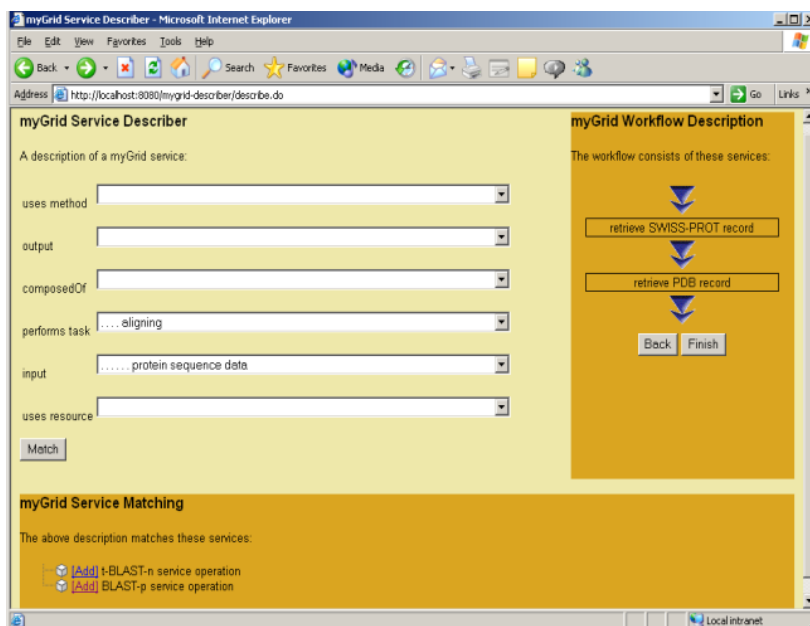 myGrid Service Describer - Microsoft Internet Explorer
File Edit View Favorites Tools Help
Back Search Favorites Media
Address http://localhost:8080/mygrid-describer/describe.do Go Links
myGrid Service Describer
A description of a myGrid service:
uses method
output
composedOf
performs task .... aligning
input ...... protein sequence data
uses resource
Match
myGrid Workflow Description
The workflow consists of these services:
retrieve SWISS-PROT record
retrieve PDB record
Back Finish
myGrid Service Matching
The above description matches these services:
[Add] t-BLAST-n service operation
[Add] BLAST-p service operation
Local intranet